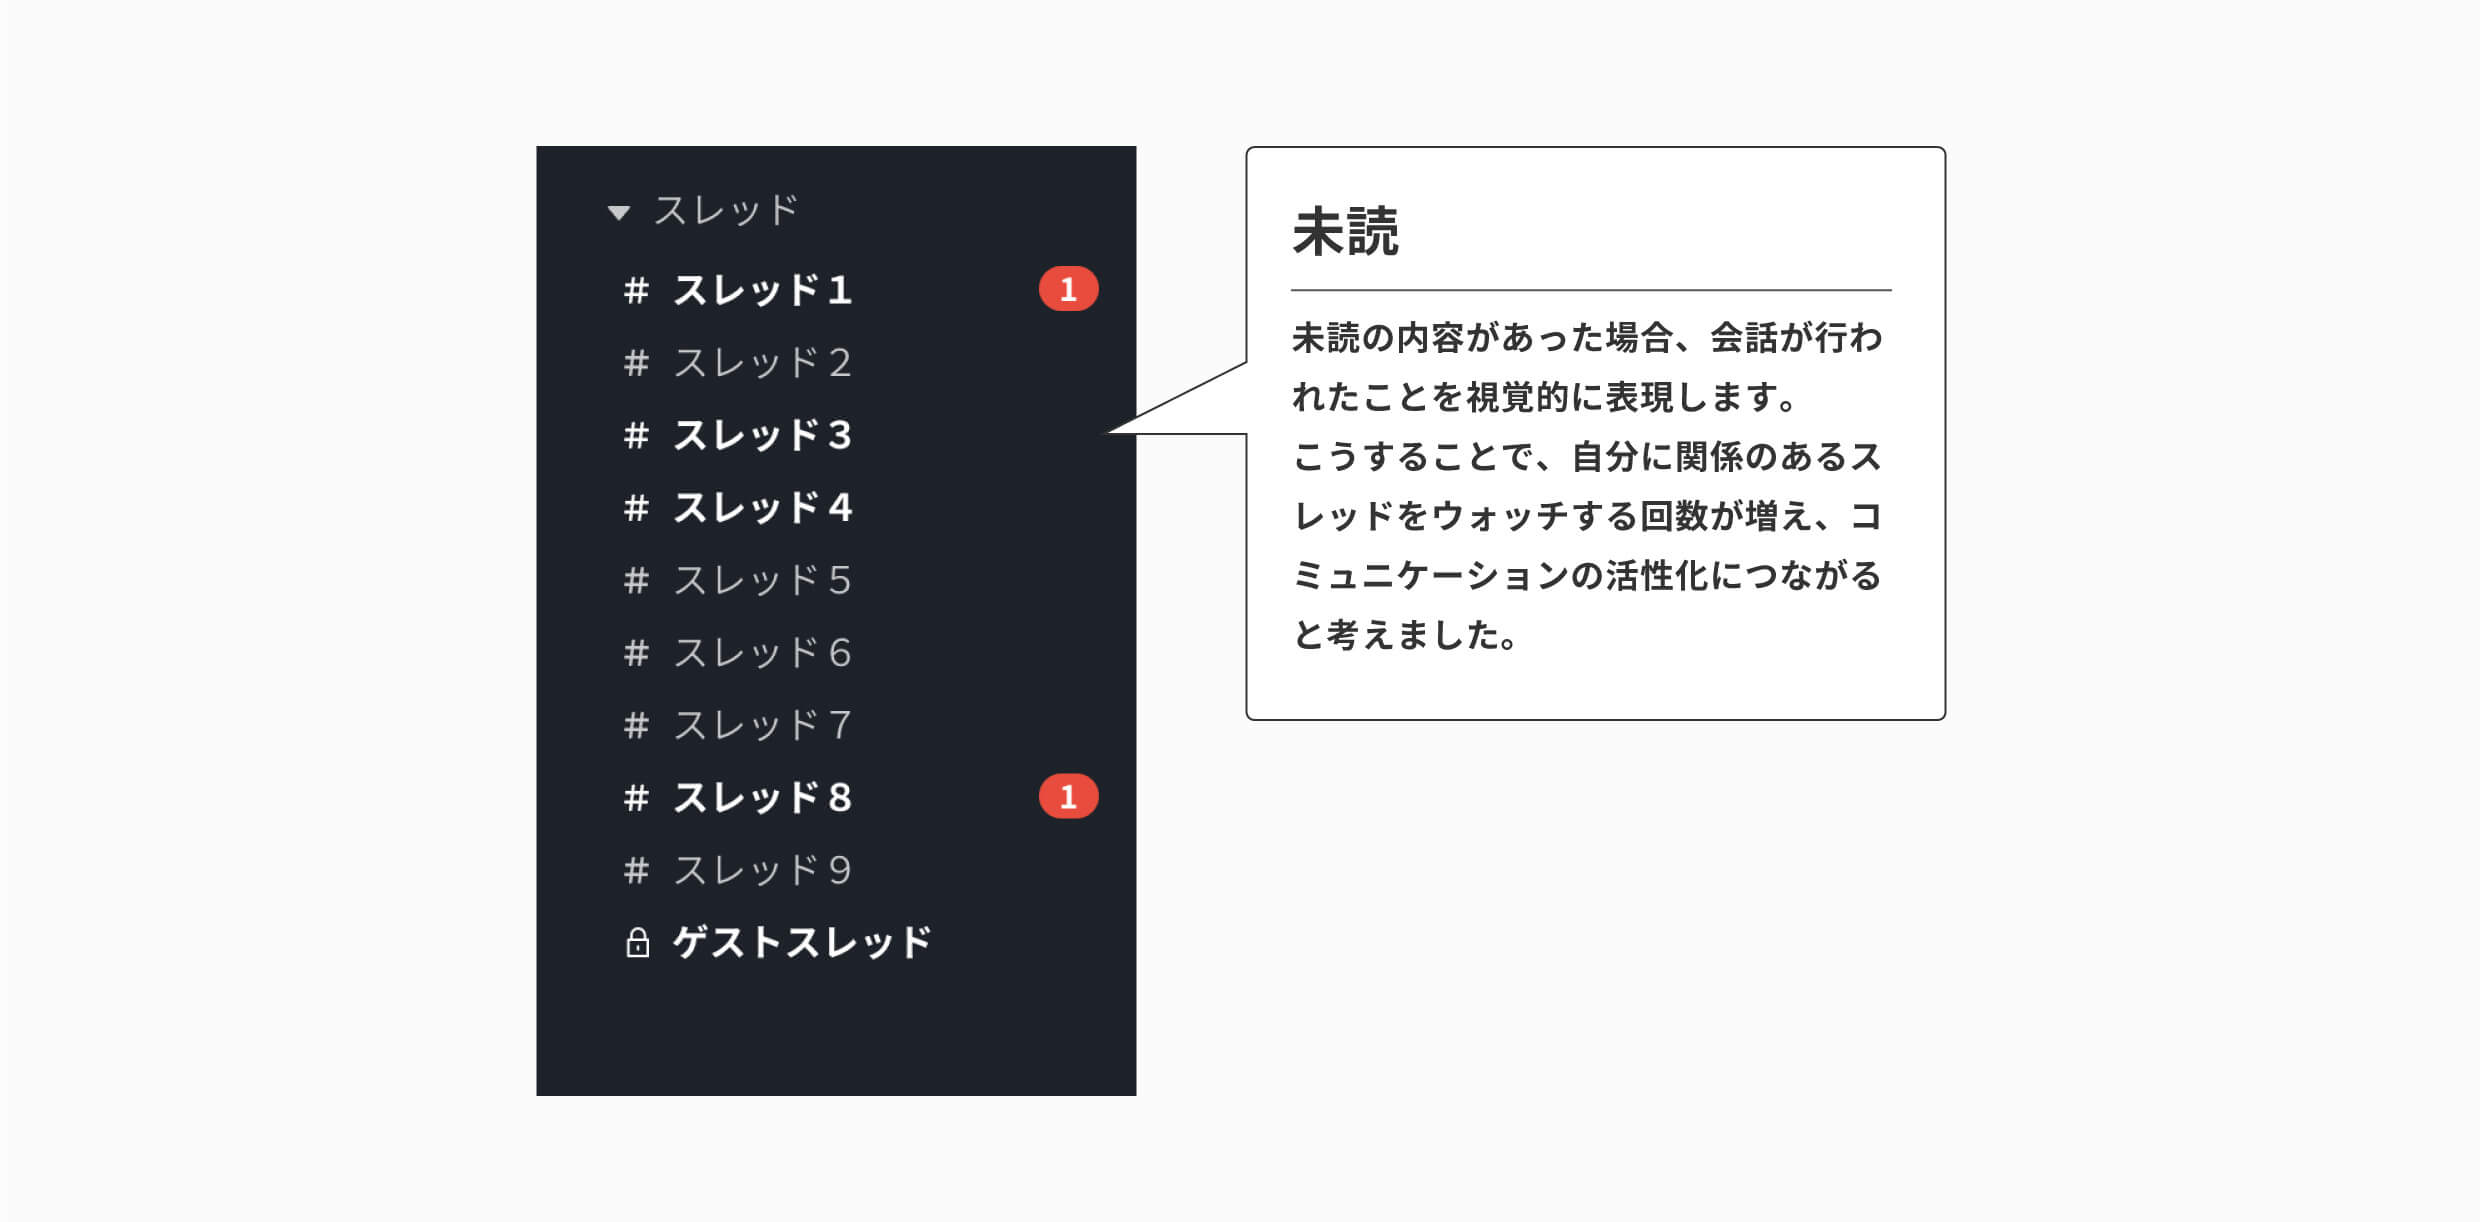 スレッド
# スレッド１ 1
# スレッド２
# スレッド３
# スレッド４
# スレッド５
# スレッド６
# スレッド７
# スレッド８ 1
# スレッド９
ゲストスレッド
未読
未読の内容があった場合、会話が行わ
れたことを視覚的に表現します。
こうすることで、自分に関係のあるス
レッドをウォッチする回数が増え、コ
ミュニケーションの活性化につながる
と考えました。